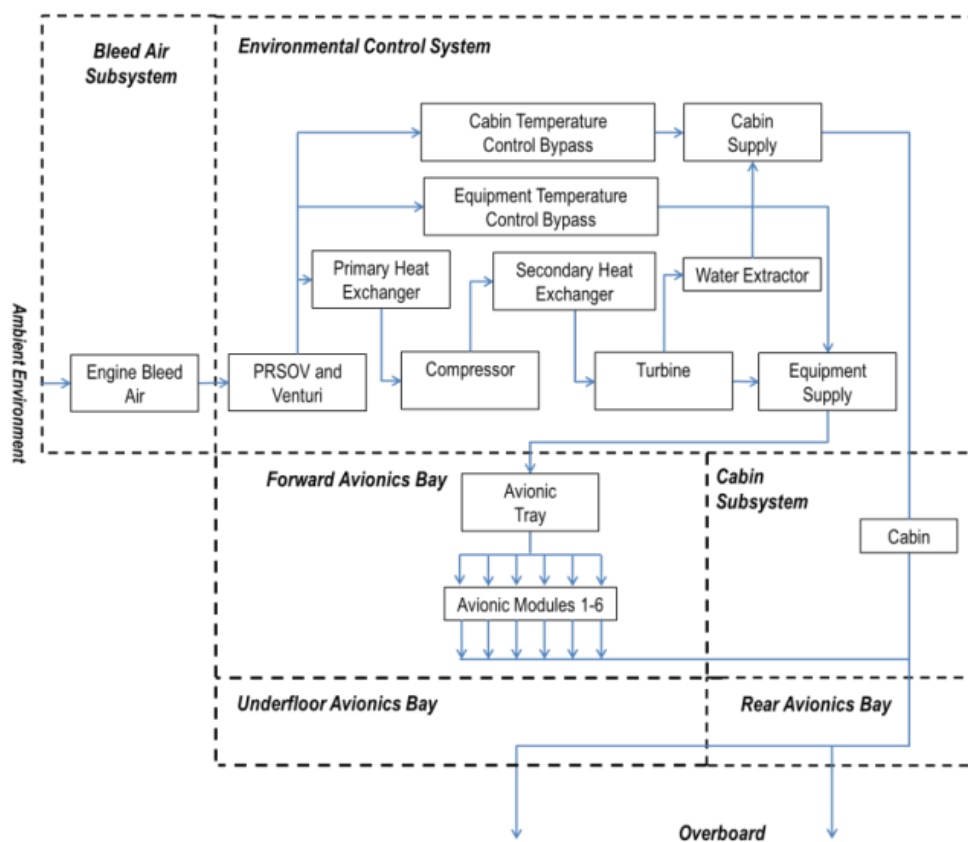 Bleed Air
Subsystem
Environmental Control System
Cabin Temperature
Control Bypass
Cabin
Supply
Equipment Temperature
Control Bypass
Primary Heat
Exchanger
Secondary Heat
Exchanger
Water Extractor
Ambient Environment
Engine Bleed
Air
PRSOV and
Venturi
Compressor
Turbine
Equipment
Supply
Forward Avionics Bay
Avionic
Tray
Cabin
Subsystem
Cabin
Avionic Modules 1-6
Underfloor Avionics Bay
Rear Avionics Bay
Overboard